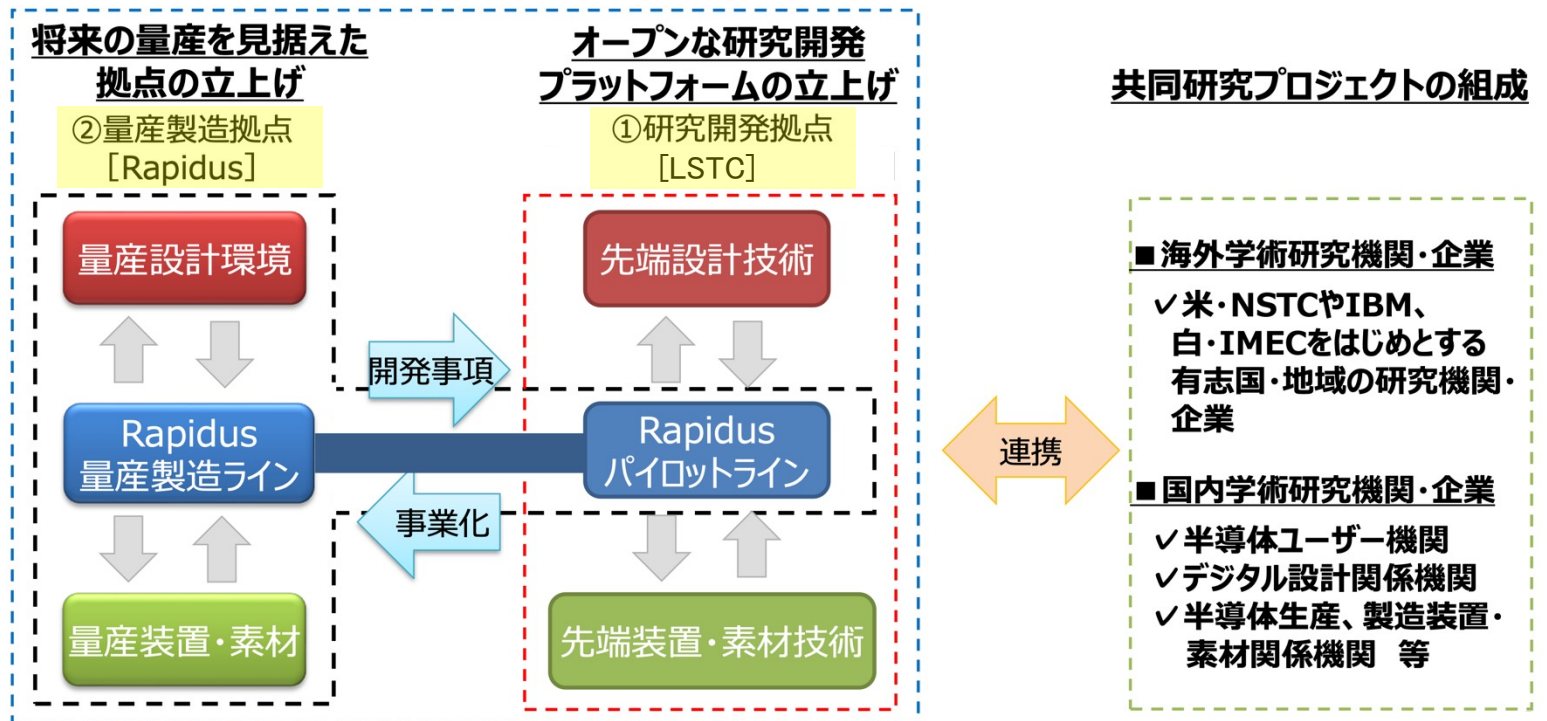 将来の量産を見据えた
拠点の立上げ
②量産製造拠点
[Rapidus]
量産設計環境
Rapidus
量産製造ライン
量産装置・素材
開発事項
事業化
オープンな研究開発
プラットフォームの立上げ
①研究開発拠点
[LSTC]
先端設計技術
Rapidus
パイロットライン
先端装置・素材技術
連携
共同研究プロジェクトの組成
■海外学術研究機関・企業
✓米・NSTCやIBM、
白・IMECをはじめとする
有志国・地域の研究機関・
企業
■国内学術研究機関・企業
✓半導体ユーザー機関
✓デジタル設計関係機関
✓半導体生産、製造装置・
素材関係機関 等